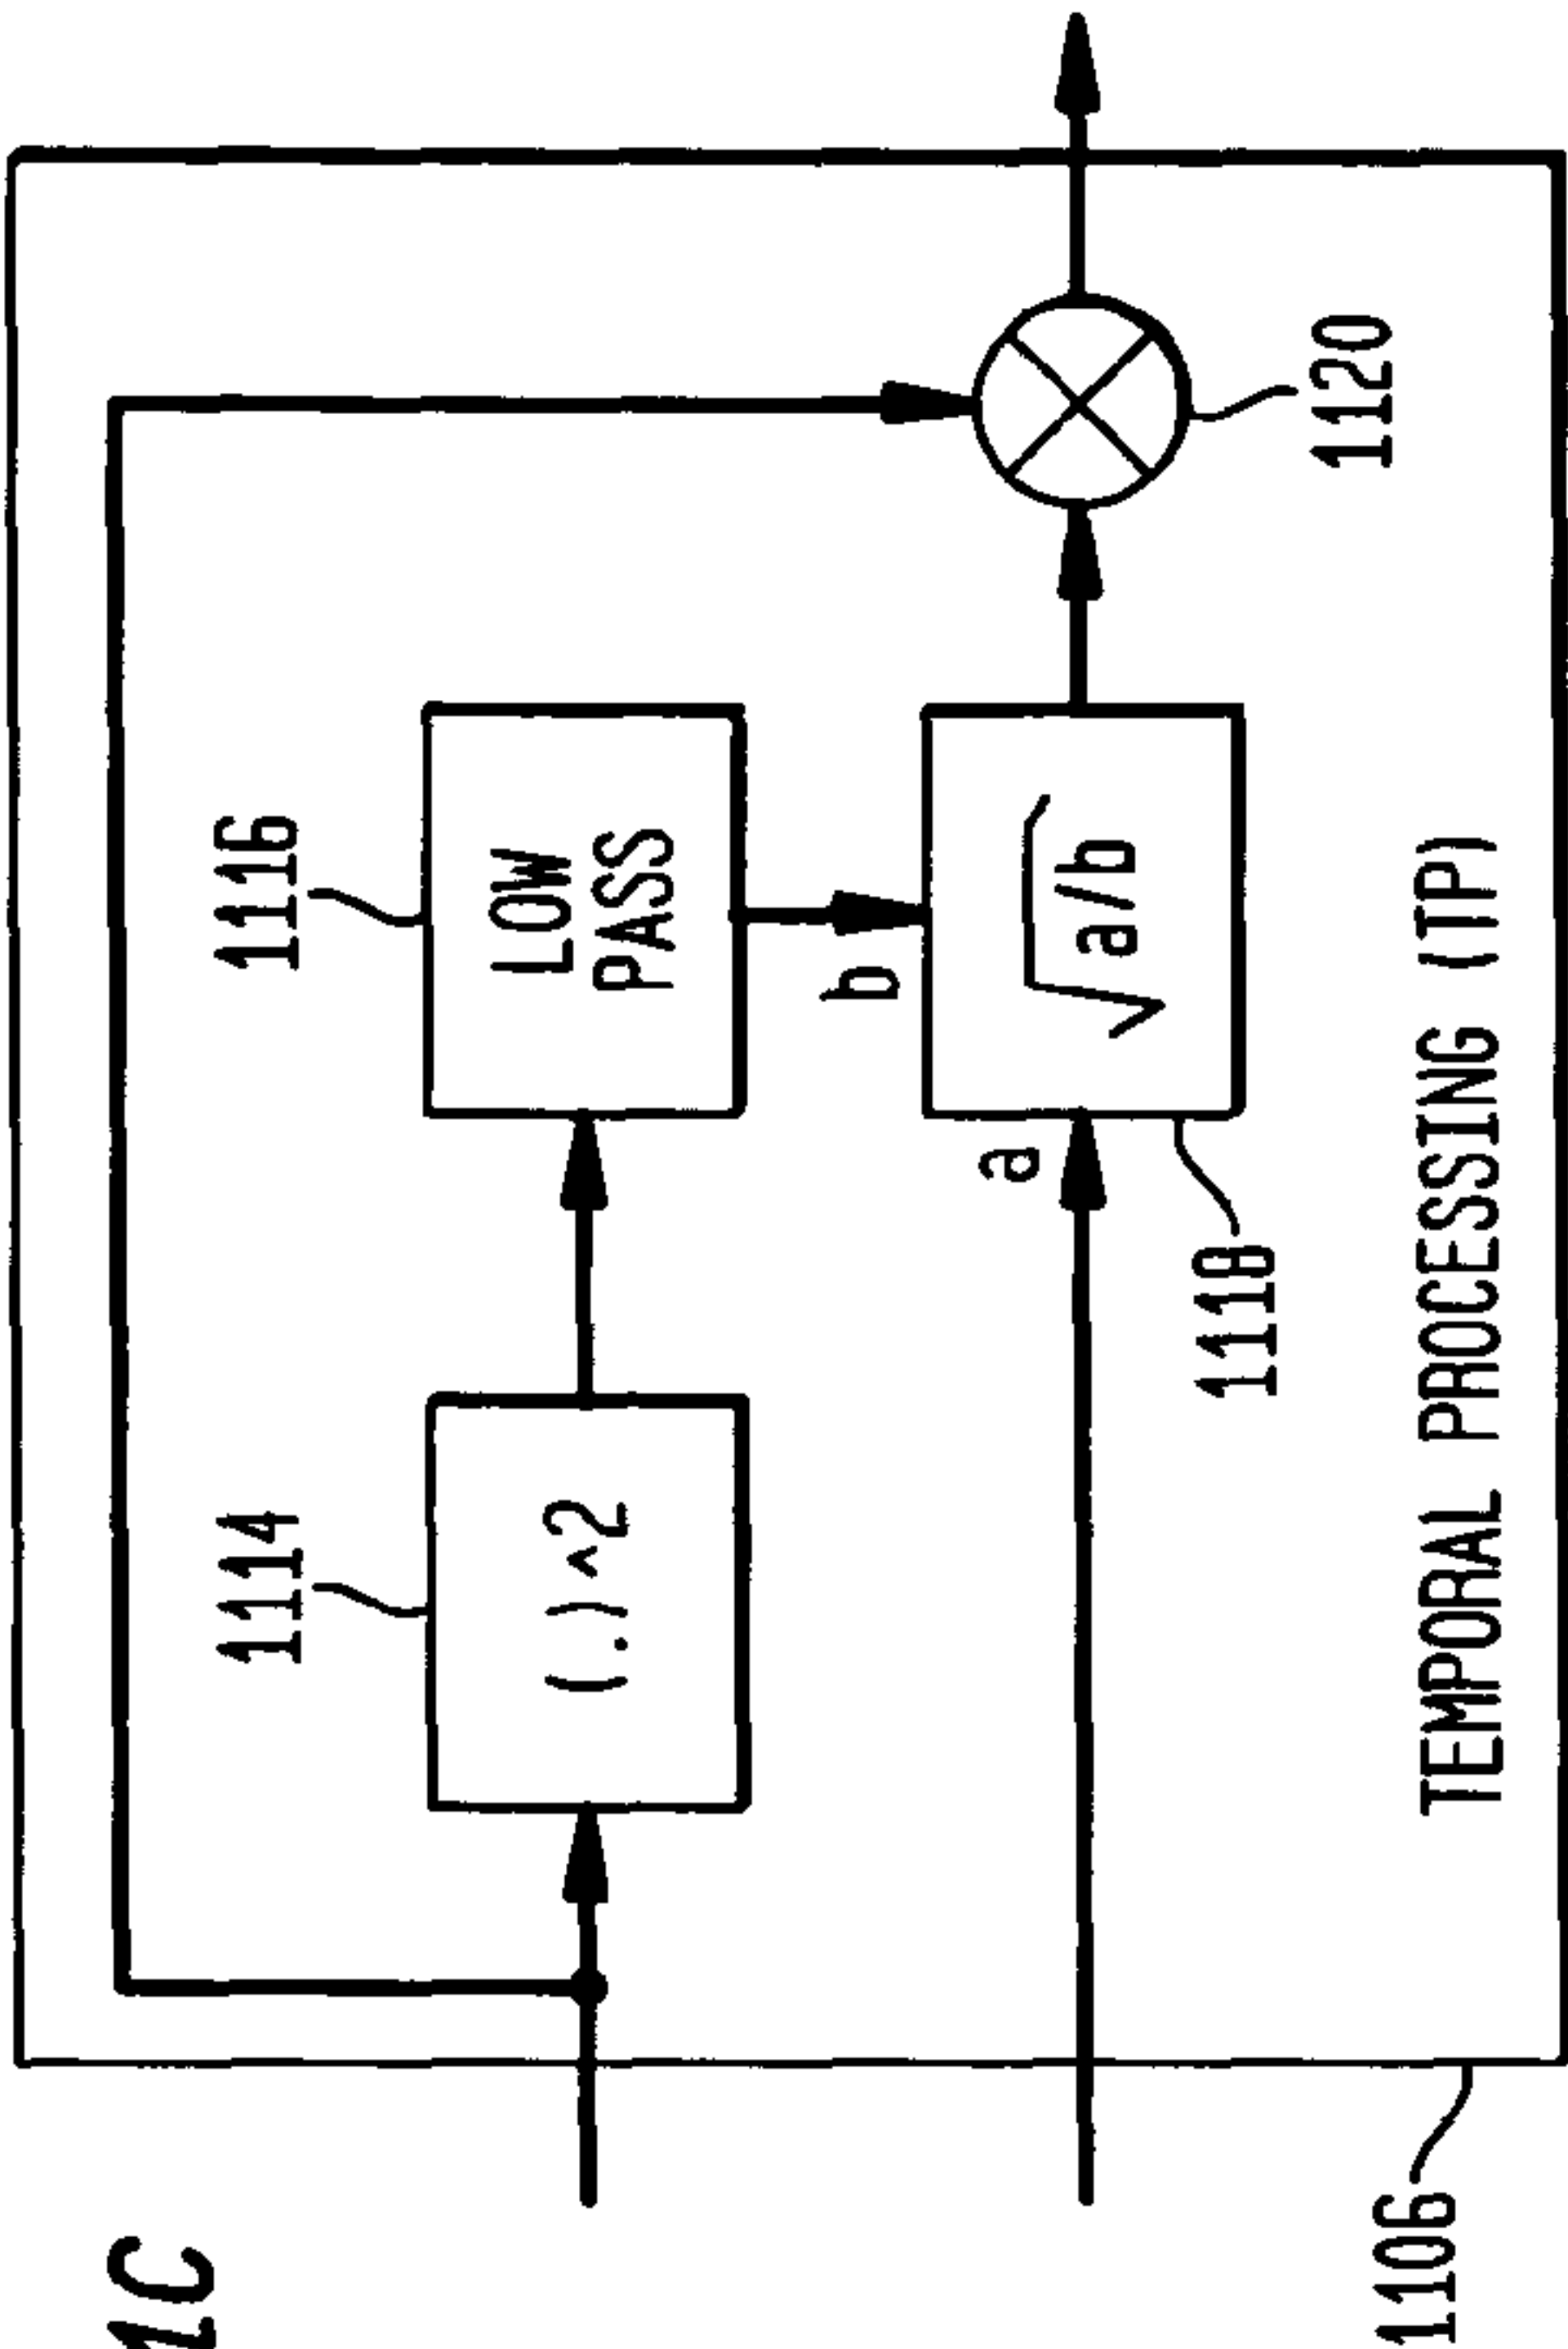 1C
1114
1116
(.)^2
LOW
PASS
b
a
√a/b
1118
1120
TEMPORAL PROCESSING (TP)
1106